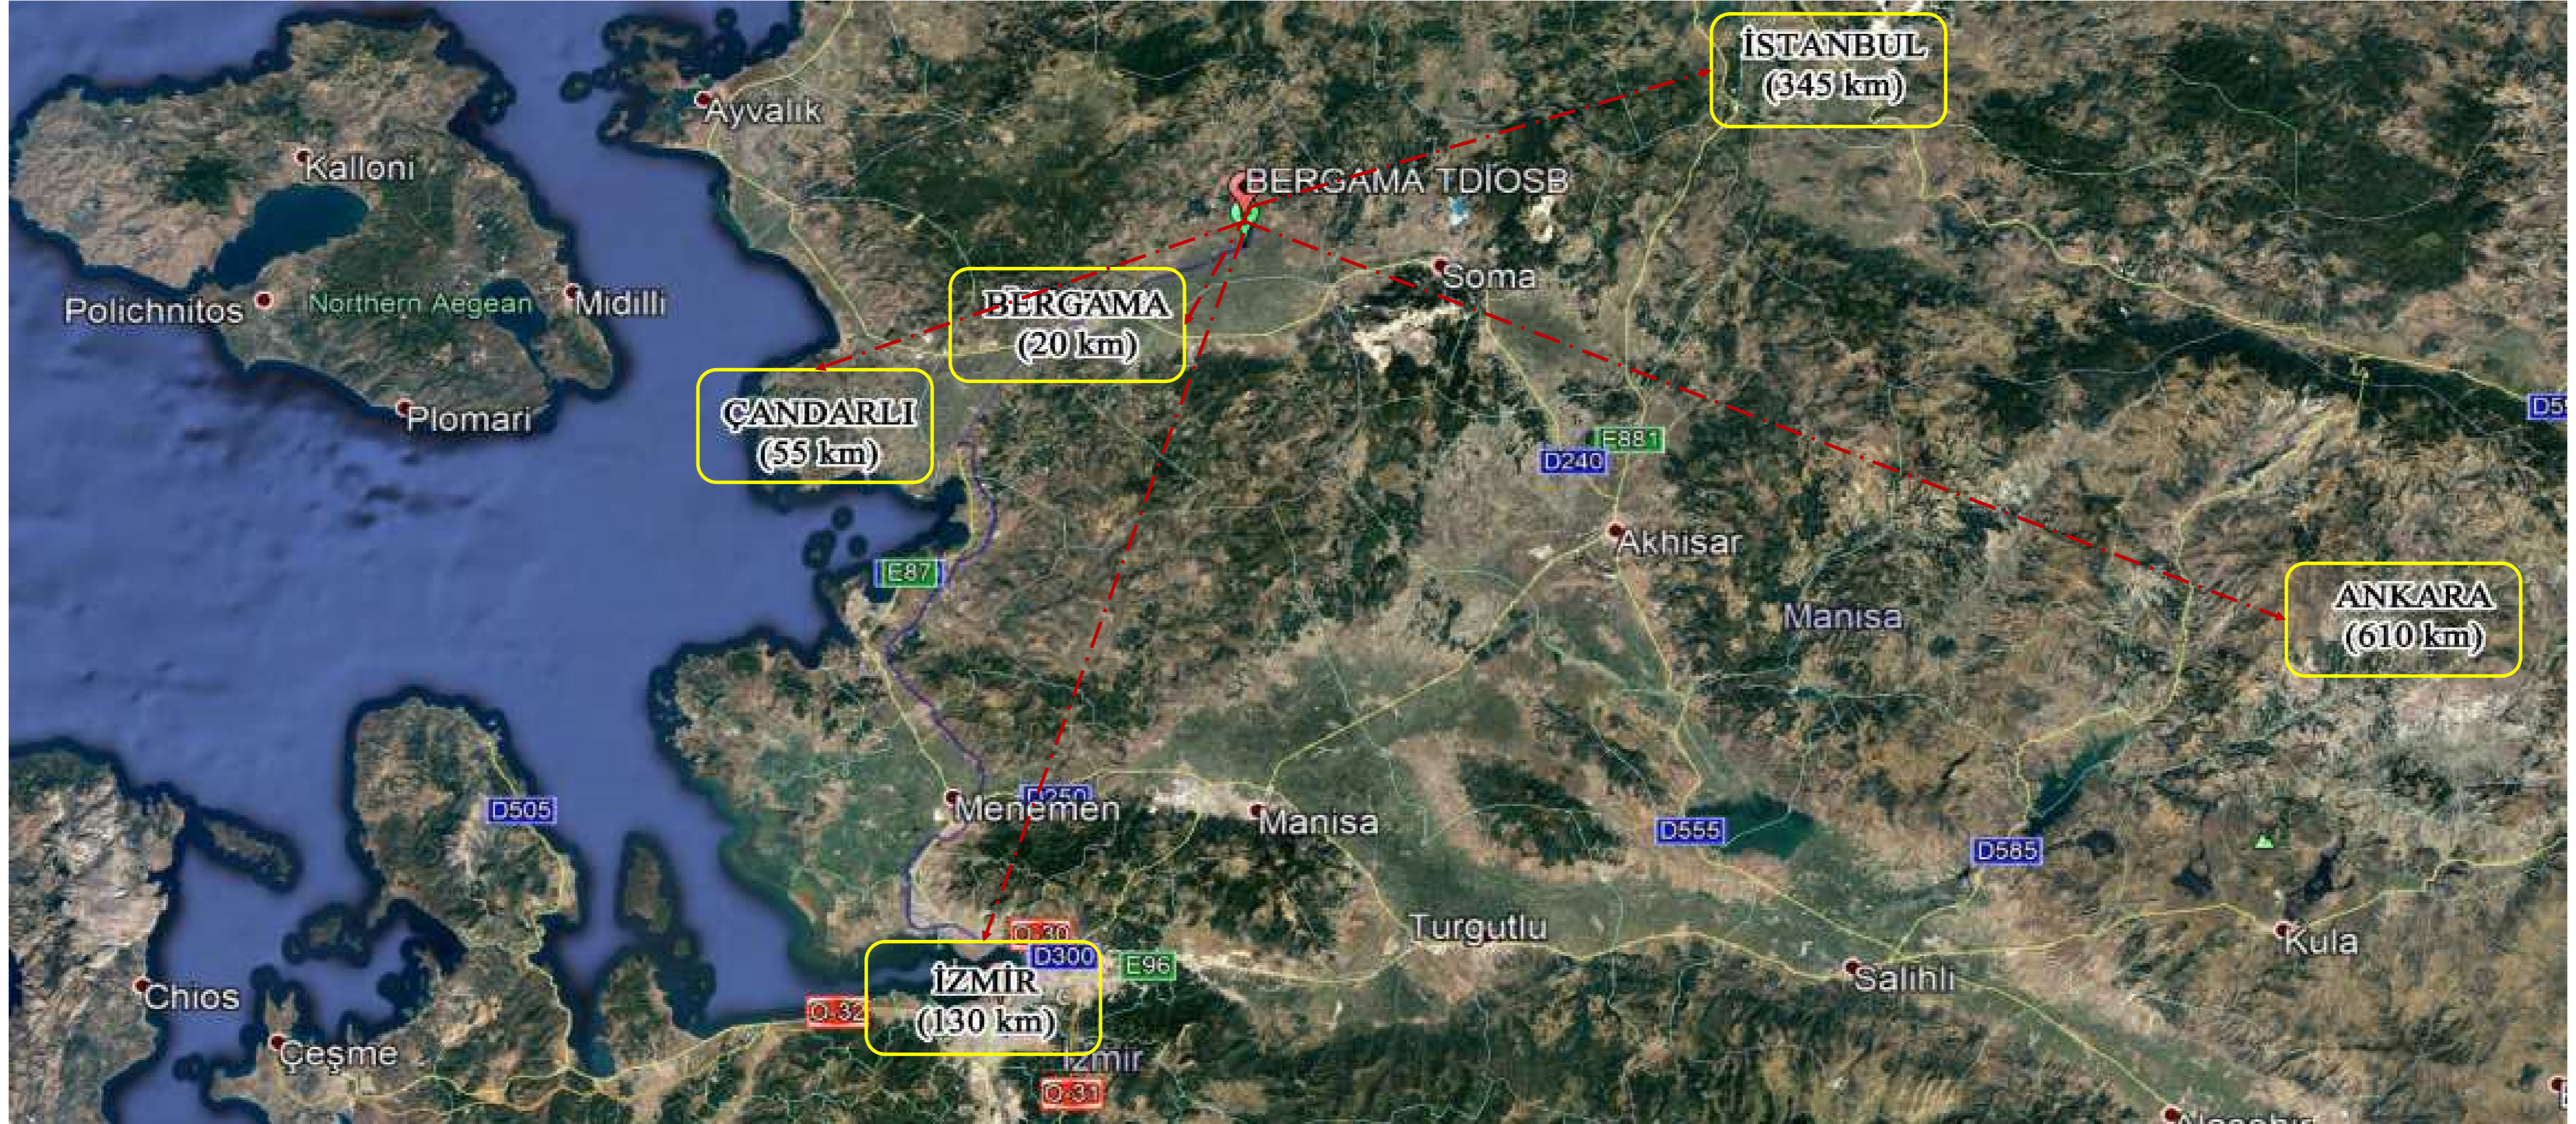 İSTANBUL
(345 km)
Ayvalık
Kalloni
BERGAMA TDİOSB
Soma
Polichnitos
Northern Aegean
Midilli
BERGAMA
(20 km)
Plomari
ÇANDARLI
(55 km)
E881
D240
Akhisar
E87
ANKARA
(610 km)
Manisa
D505
D250
Menemen
Manisa
D555
D585
Turgutlu
O-30
D300
E96
Kula
Salihli
Chios
İZMİR
(130 km)
O-32
Çeşme
İzmir
O-31